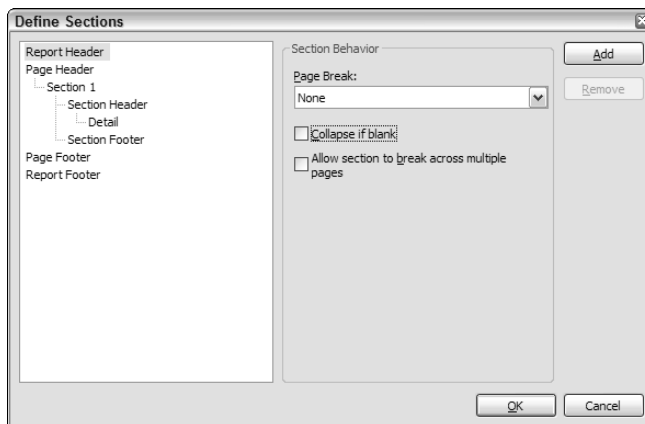 Define Sections
Report Header
Page Header
Section 1
Section Header
Detail
Section Footer
Page Footer
Report Footer
Section Behavior
Page Break:
None
Collapse if blank
Allow section to break across multiple
pages
Add
Remove
OK
Cancel